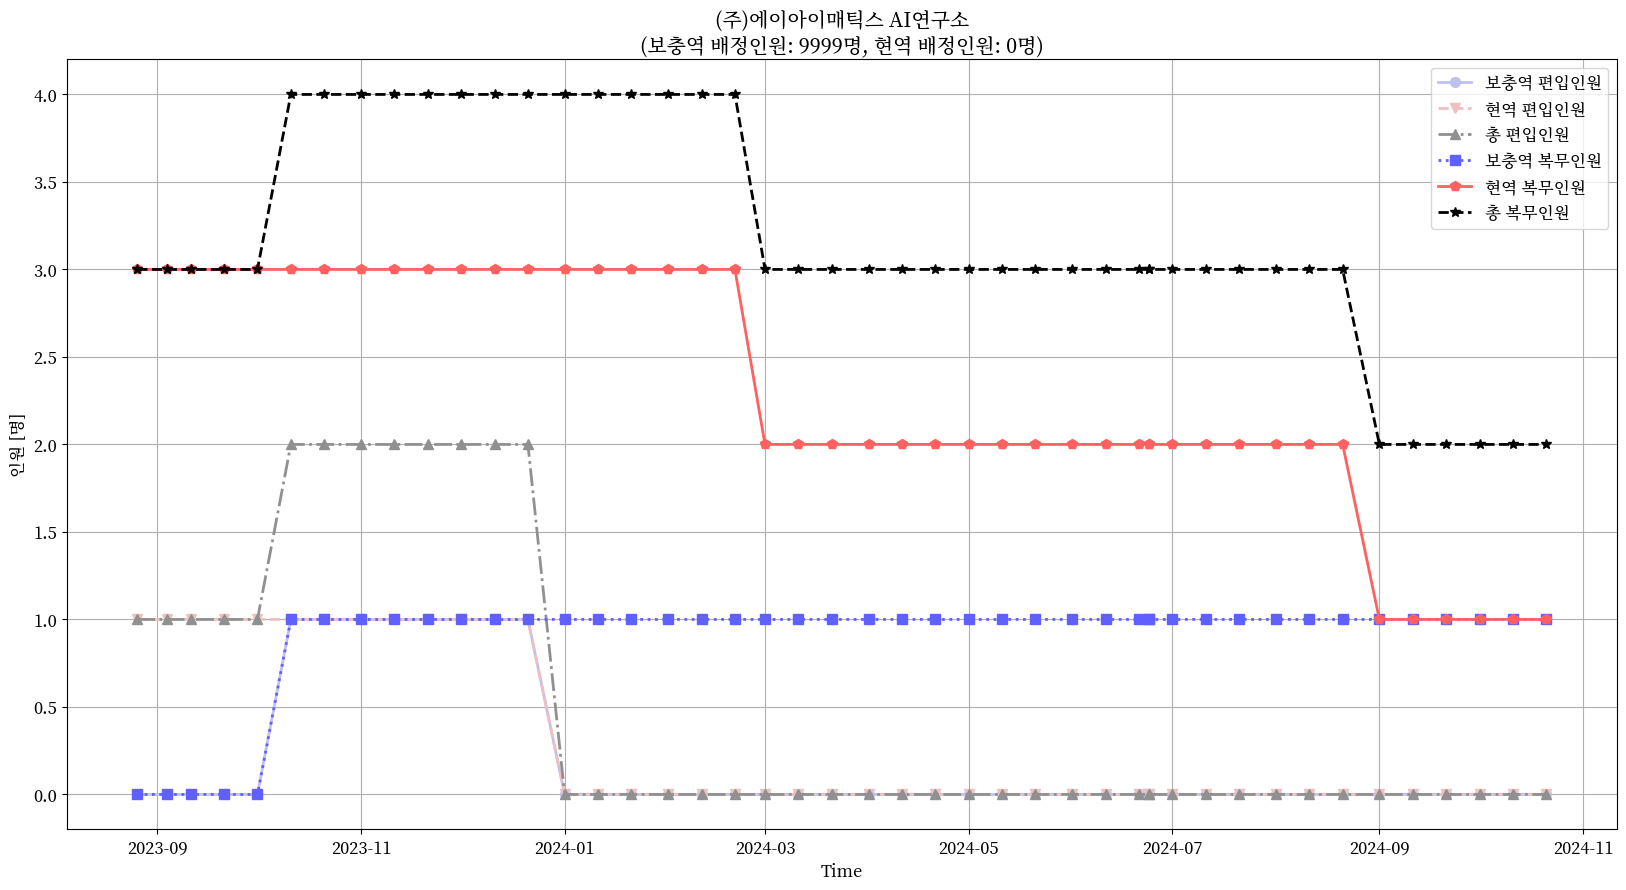 (주)에이아이매틱스 AI연구소
(보충역 배정인원: 9999명, 현역 배정인원: 0명)
보충역 편입인원
현역 편입인원
총 편입인원
보충역 복무인원
현역 복무인원
총 복무인원
인원 [명]
4.0
3.5
3.0
2.5
2.0
1.5
1.0
0.5
0.0
2023-09
2023-11
2024-01
2024-03
2024-05
2024-07
2024-09
2024-11
Time